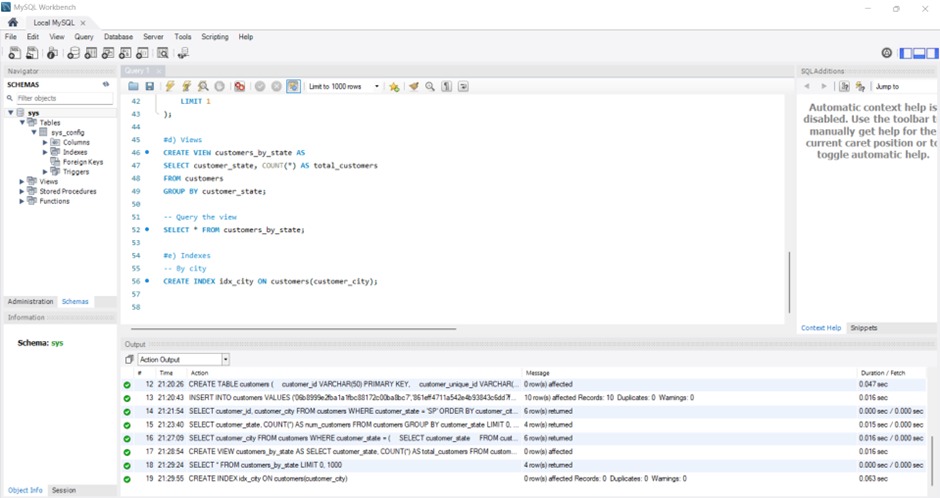 MySQL Workbench
Local MySQL ×
File Edit View Query Database Server Tools Scripting Help
Navigator
SCHEMAS
Filter objects
sys
Tables
sys_config
Columns
Indexes
Foreign Keys
Triggers
Views
Stored Procedures
Functions
Administration Schemas
Information
Schema: sys
Object Info Session
Query 1 ×
Limit to 1000 rows
42 LIMIT 1
43 );
44
45 #d) Views
46 CREATE VIEW customers_by_state AS
47 SELECT customer_state, COUNT(*) AS total_customers
48 FROM customers
49 GROUP BY customer_state;
50
51 -- Query the view
52 SELECT * FROM customers_by_state;
53
54 #e) Indexes
55 -- By city
56 CREATE INDEX idx_city ON customers(customer_city);
57
58
SQLAdditions
Jump to
Automatic context help is
disabled. Use the toolbar t
manually get help for the
current caret position or to
toggle automatic help.
Context Help Snippets
Output
Action Output
# Time Action Message Duration / Fetch
12 21:20:26 CREATE TABLE customers ( customer_id VARCHAR(50) PRIMARY KEY, customer_unique_id VARCHAR(... 0 row(s) affected 0.047 sec
13 21:20:43 INSERT INTO customers VALUES 10 row(s) affected Records: 10 Duplicates: 0 Warnings: 0 0.016 sec
14 21:21:54 SELECT customer_id, customer_city FROM customers WHERE customer_state = 'SP' ORDER BY customer_cit... 6 row(s) returned 0.000 sec / 0.000 sec
15 21:23:40 SELECT customer_state, COUNT(*) AS num_customers FROM customers GROUP BY customer_state LIMIT 0, ... 4 row(s) returned 0.015 sec / 0.000 sec
16 21:27:09 SELECT customer_city FROM customers WHERE customer_state = ( SELECT customer_state FROM cust... 6 row(s) returned 0.016 sec / 0.000 sec
17 21:28:54 CREATE VIEW customers_by_state AS SELECT customer_state, COUNT(*) AS total_customers FROM custom... 0 row(s) affected 0.016 sec
18 21:29:24 SELECT * FROM customers_by_state LIMIT 0, 1000 4 row(s) returned 0.000 sec / 0.000 sec
19 21:29:55 CREATE INDEX idx_city ON customers(customer_city) 0 row(s) affected Records: 0 Duplicates: 0 Warnings: 0 0.063 sec